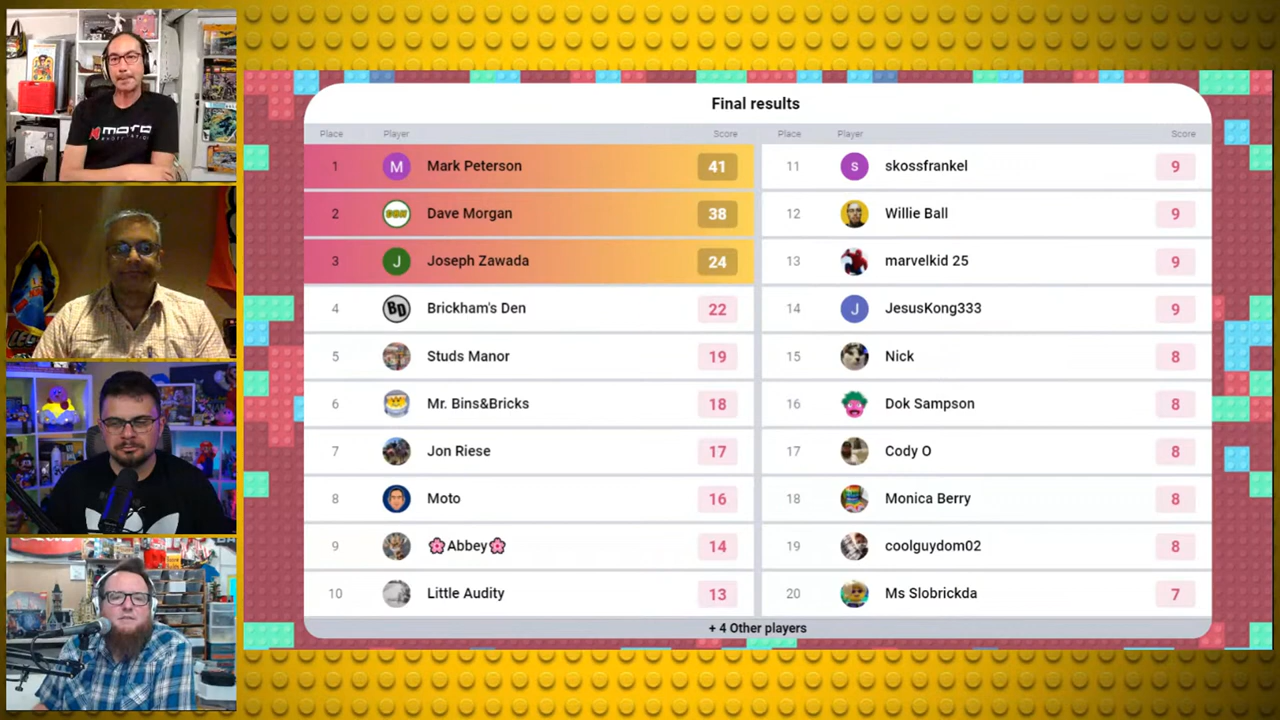 Final results
Place Player Score Place Player Score
1 M Mark Peterson 41
2 Dave Morgan 38
3 J Joseph Zawada 24
4 BD Brickham's Den 22
5 Studs Manor 19
6 Mr. Bins&Bricks 18
7 Jon Riese 17
8 Moto 16
9 🌸Abbey🌸 14
10 Little Audity 13
11 s skossfrankel 9
12 Willie Ball 9
13 marvelkid 25 9
14 J JesusKong333 9
15 Nick 8
16 Dok Sampson 8
17 Cody O 8
18 Monica Berry 8
19 coolguydom02 8
20 Ms Slobrickda 7
+ 4 Other players